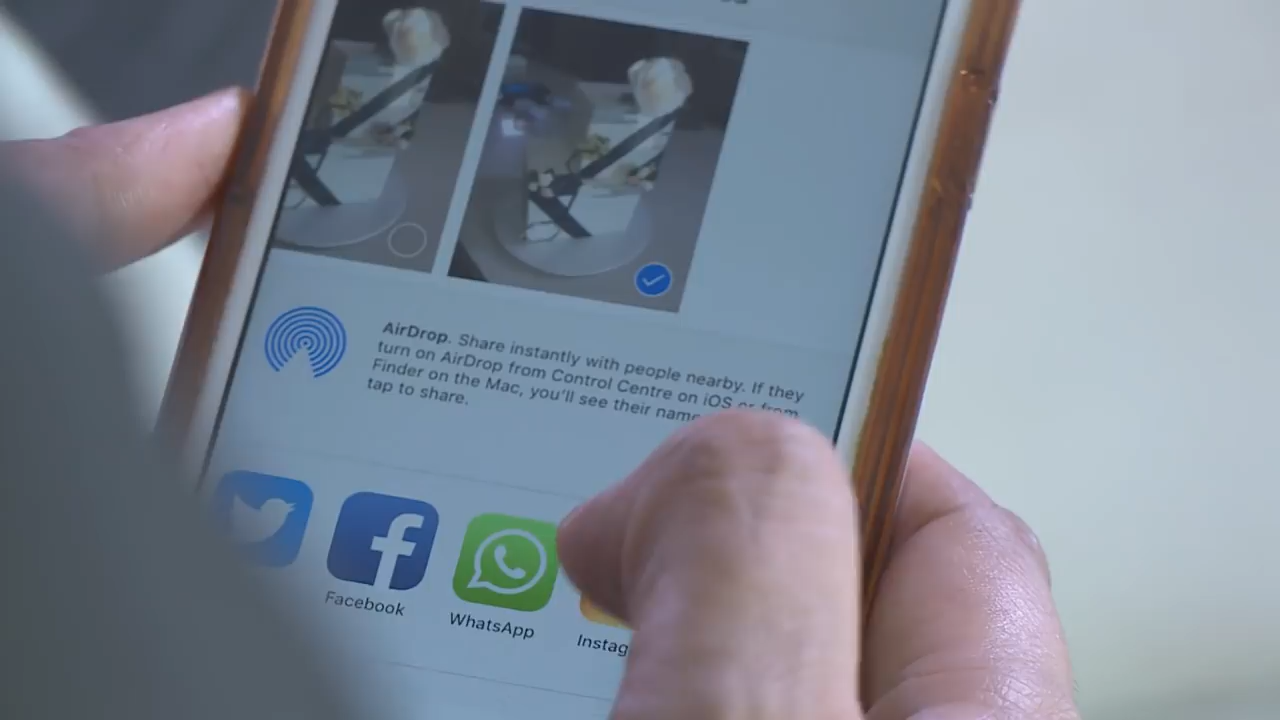 AirDrop. Share instantly with people nearby. If they
turn on AirDrop from Control Centre on iOS or from
Finder on the Mac, you'll see their name
tap to share.
Facebook
WhatsApp
Instag